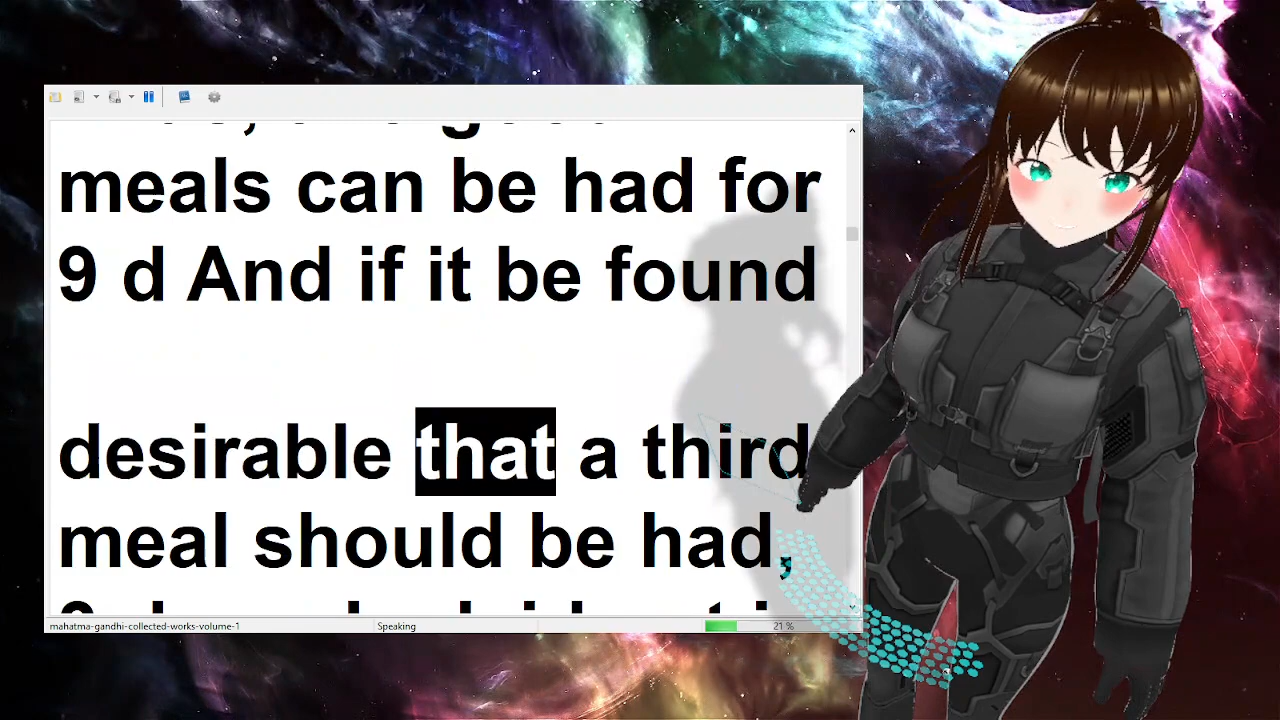 meals can be had for
9 d And if it be found
desirable that a third
meal should be had,
mahatma-gandhi-collected-works-volume-1
Speaking
21 %